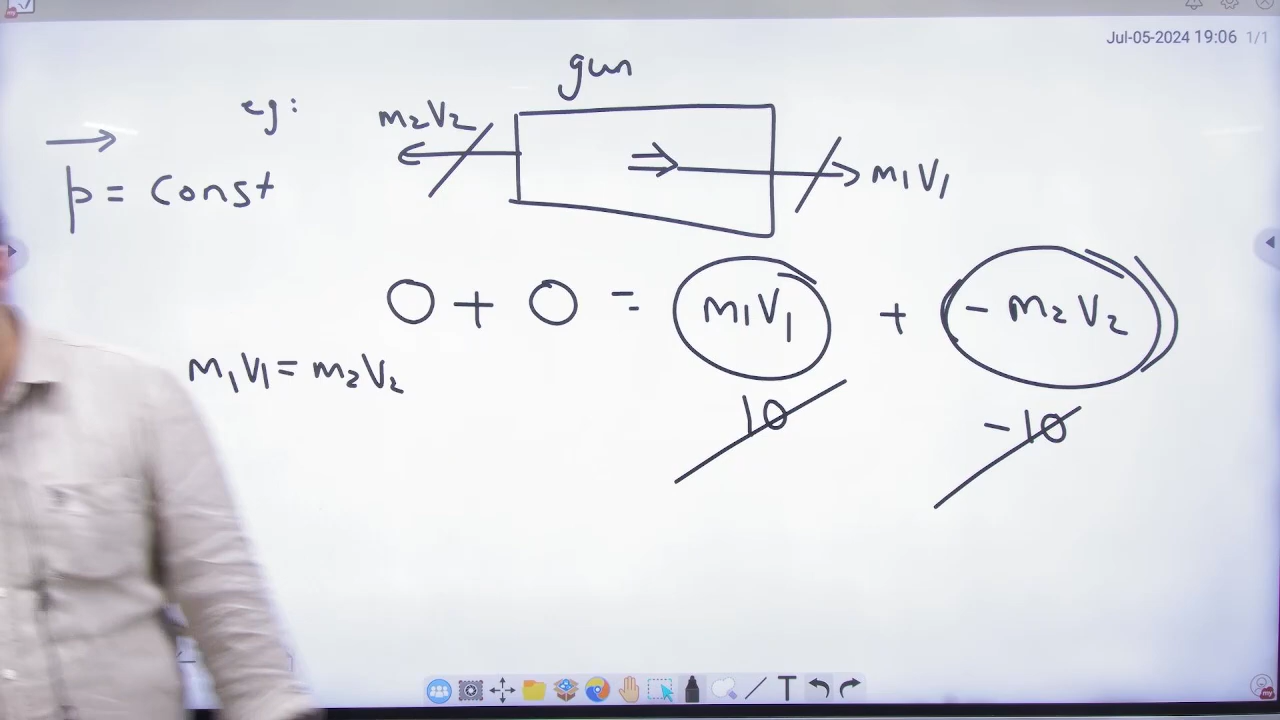 Jul-05-2024 19:06 1/1
gun
eg:
m₂V₂
m₁V₁
p = Const
0 + 0 = m₁V₁ + - m₂V₂
m₁V₁ = m₂V₂
10
-10
T